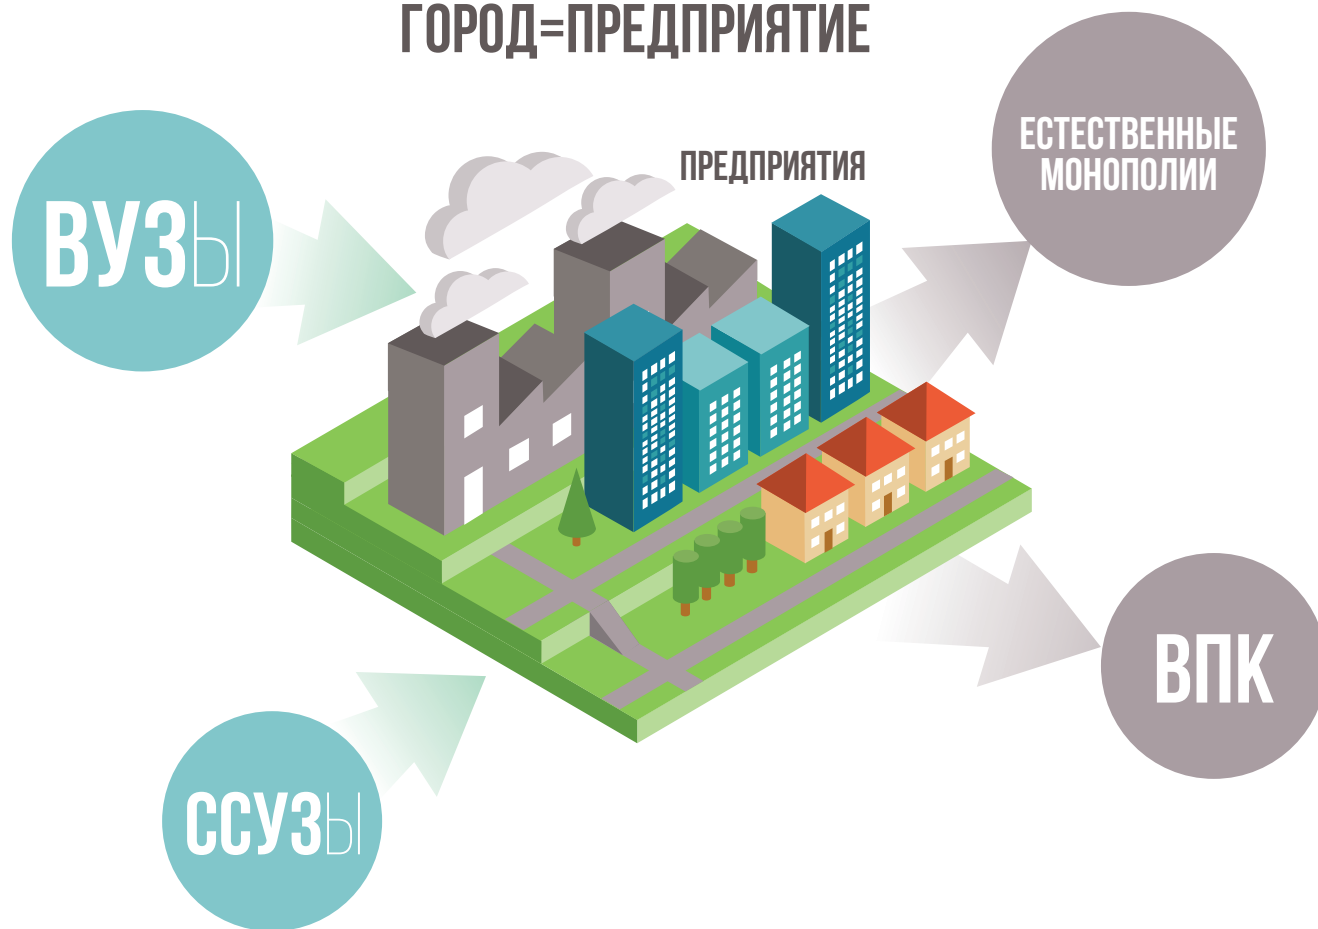 ГОРОД=ПРЕДПРИЯТИЕ
ПРЕДПРИЯТИЯ
ЕСТЕСТВЕННЫЕ
МОНОПОЛИИ
ВУЗы
ВПК
ССУЗы